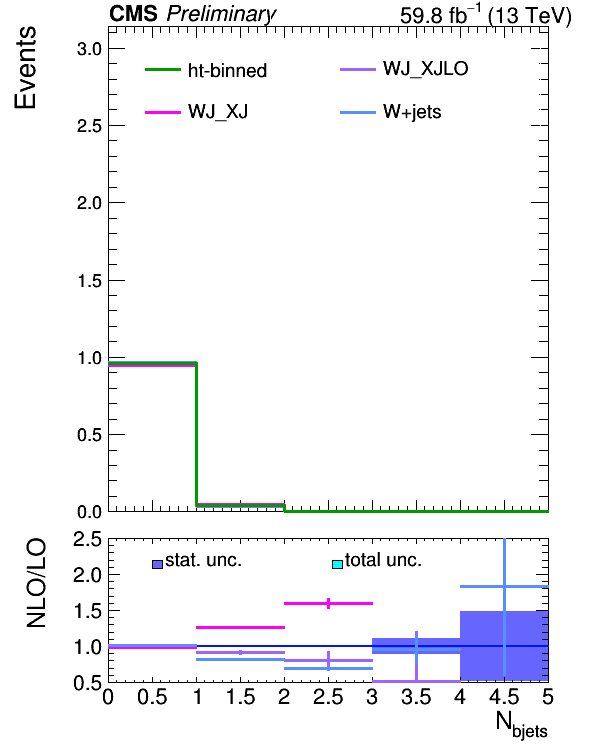 CMS Preliminary 59.8 fb⁻¹ (13 TeV)
Events
3.0
2.5
2.0
1.5
1.0
0.5
0.0
ht-binned
WJ_XJLO
WJ_XJ
W+jets
NLO/LO
2.5
2.0
1.5
1.0
0.5
stat. unc.
total unc.
0 0.5 1 1.5 2 2.5 3 3.5 4 4.5 5
N_bjets